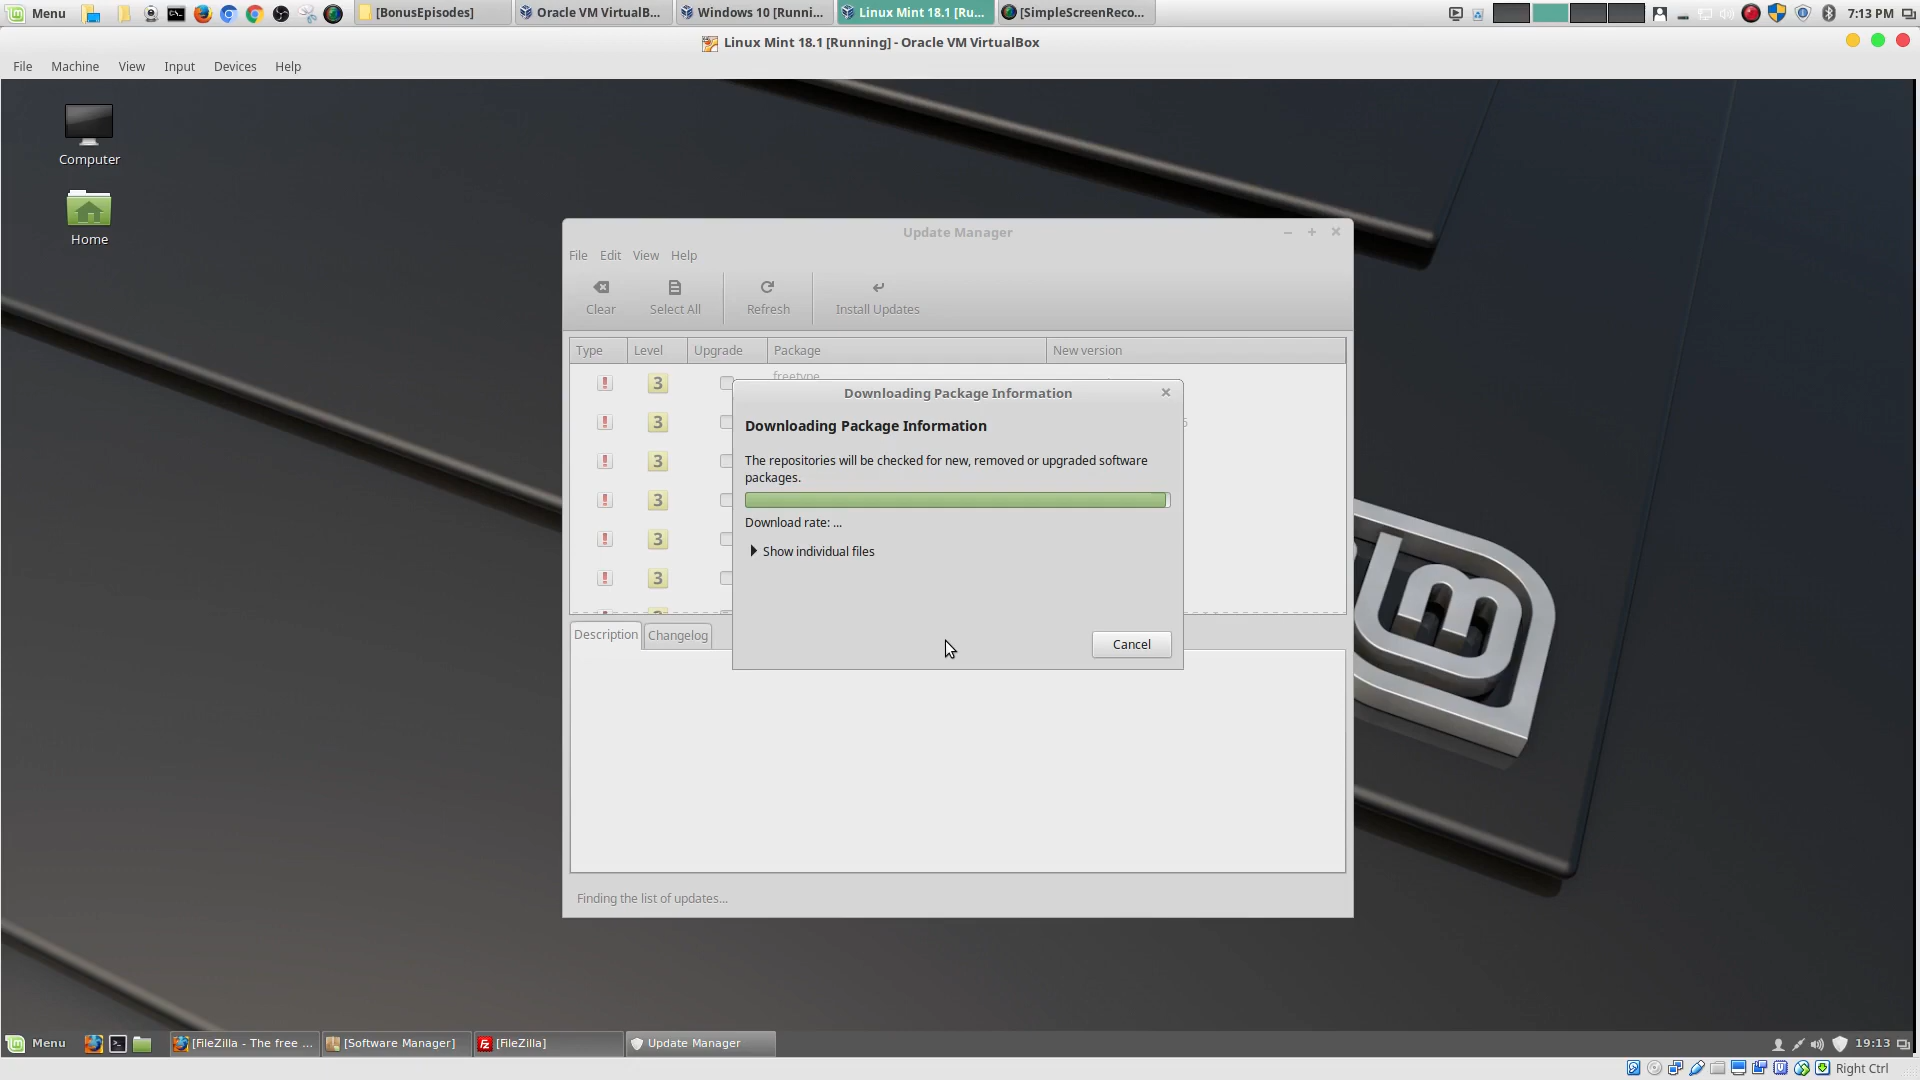 Menu
[BonusEpisodes]
Oracle VM VirtualB...
Windows 10 [Runni...
Linux Mint 18.1 [Ru...
[SimpleScreenReco...
7:13 PM
Linux Mint 18.1 [Running] - Oracle VM VirtualBox
File Machine View Input Devices Help
Computer
Home
Update Manager
File Edit View Help
Clear Select All Refresh Install Updates
Type Level Upgrade Package New version
freetype
3
3
3
3
3
3
Downloading Package Information
Downloading Package Information
The repositories will be checked for new, removed or upgraded software
packages.
Download rate: ...
Show individual files
Cancel
Description Changelog
Finding the list of updates...
Menu
[FileZilla - The free ...
[Software Manager]
[FileZilla]
Update Manager
19:13
Right Ctrl